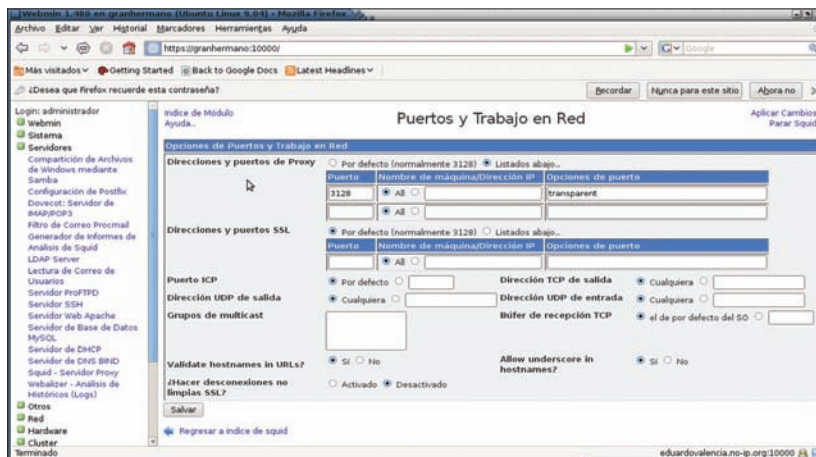 Webmin 1.480 en granhermano (Ubuntu Linux 9.04) - Mozilla Firefox
Archivo Editar Ver Historial Marcadores Herramientas Ayuda
https://granhermano:10000/
Google
Más visitados Getting Started Back to Google Docs Latest Headlines
¿Desea que Firefox recuerde esta contraseña? Recordar Nunca para este sitio Ahora no
Login: administrador
Webmin
Sistema
Servidores
Compartición de Archivos
de Windows mediante
Samba
Configuración de Postfix
Dovecot: Servidor de
IMAP/POP3
Filtro de Correo Procmail
Generador de Informes de
Análisis de Squid
LDAP Server
Lectura de Correo de
Usuarios
Servidor ProFTPD
Servidor SSH
Servidor Web Apache
Servidor de Base de Datos
MySQL
Servidor de DHCP
Servidor de DNS BIND
Squid - Servidor Proxy
Webalizer - Análisis de
Históricos (Logs)
Otros
Red
Hardware
Cluster
Indice de Módulo
Ayuda..
Puertos y Trabajo en Red
Aplicar Cambios
Parar Squid
Opciones de Puertos y Trabajo en Red
Direcciones y puertos de Proxy Por defecto (normalmente 3128) Listados abajo..
Puerto Nombre de máquina/Dirección IP Opciones de puerto
3128 All transparent
All
Direcciones y puertos SSL Por defecto (normalmente 3128) Listados abajo..
Puerto Nombre de máquina/Dirección IP Opciones de puerto
All
Puerto ICP Por defecto Dirección TCP de salida Cualquiera
Dirección UDP de salida Cualquiera Dirección UDP de entrada Cualquiera
Grupos de multicast Búfer de recepción TCP el de por defecto del SO
Validate hostnames in URLs? Sí No Allow underscore in
hostnames? Sí No
¿Hacer desconexiones no
limpias SSL? Activado Desactivado
Salvar
Regresar a índice de squid
Terminado
eduardovalencia.no-ip.org:10000